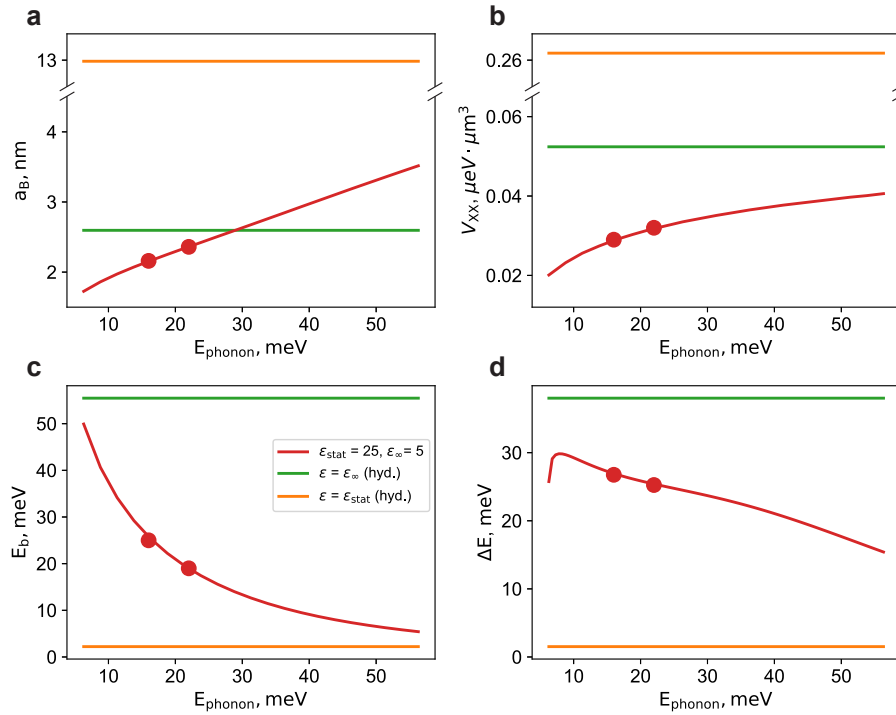 a
13
4
3
2
a_B, nm
10 20 30 40 50
E_phonon, meV
b
0.26
0.06
0.04
0.02
V_XX, μeV · μm³
10 20 30 40 50
E_phonon, meV
c
50
40
30
20
10
0
E_b, meV
ε_stat = 25, ε_∞ = 5
ε = ε_∞ (hyd.)
ε = ε_stat (hyd.)
10 20 30 40 50
E_phonon, meV
d
30
20
10
0
ΔE, meV
10 20 30 40 50
E_phonon, meV